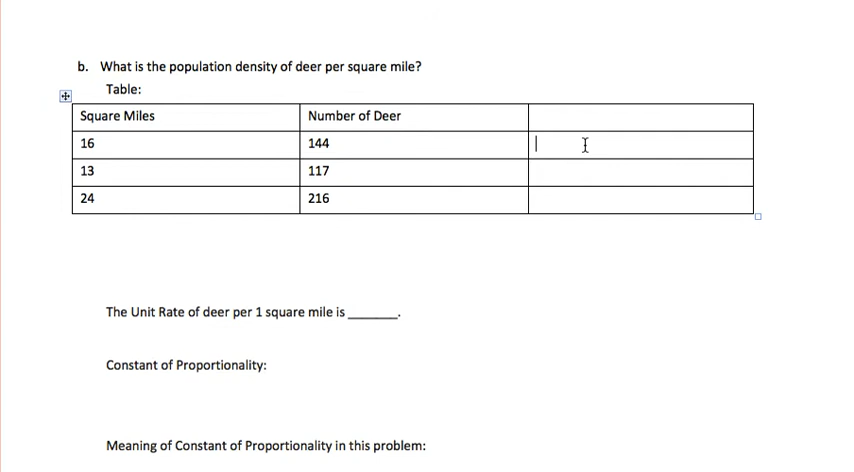 b. What is the population density of deer per square mile?
Table:
Square Miles Number of Deer
16 144
13 117
24 216
The Unit Rate of deer per 1 square mile is _______.
Constant of Proportionality:
Meaning of Constant of Proportionality in this problem: